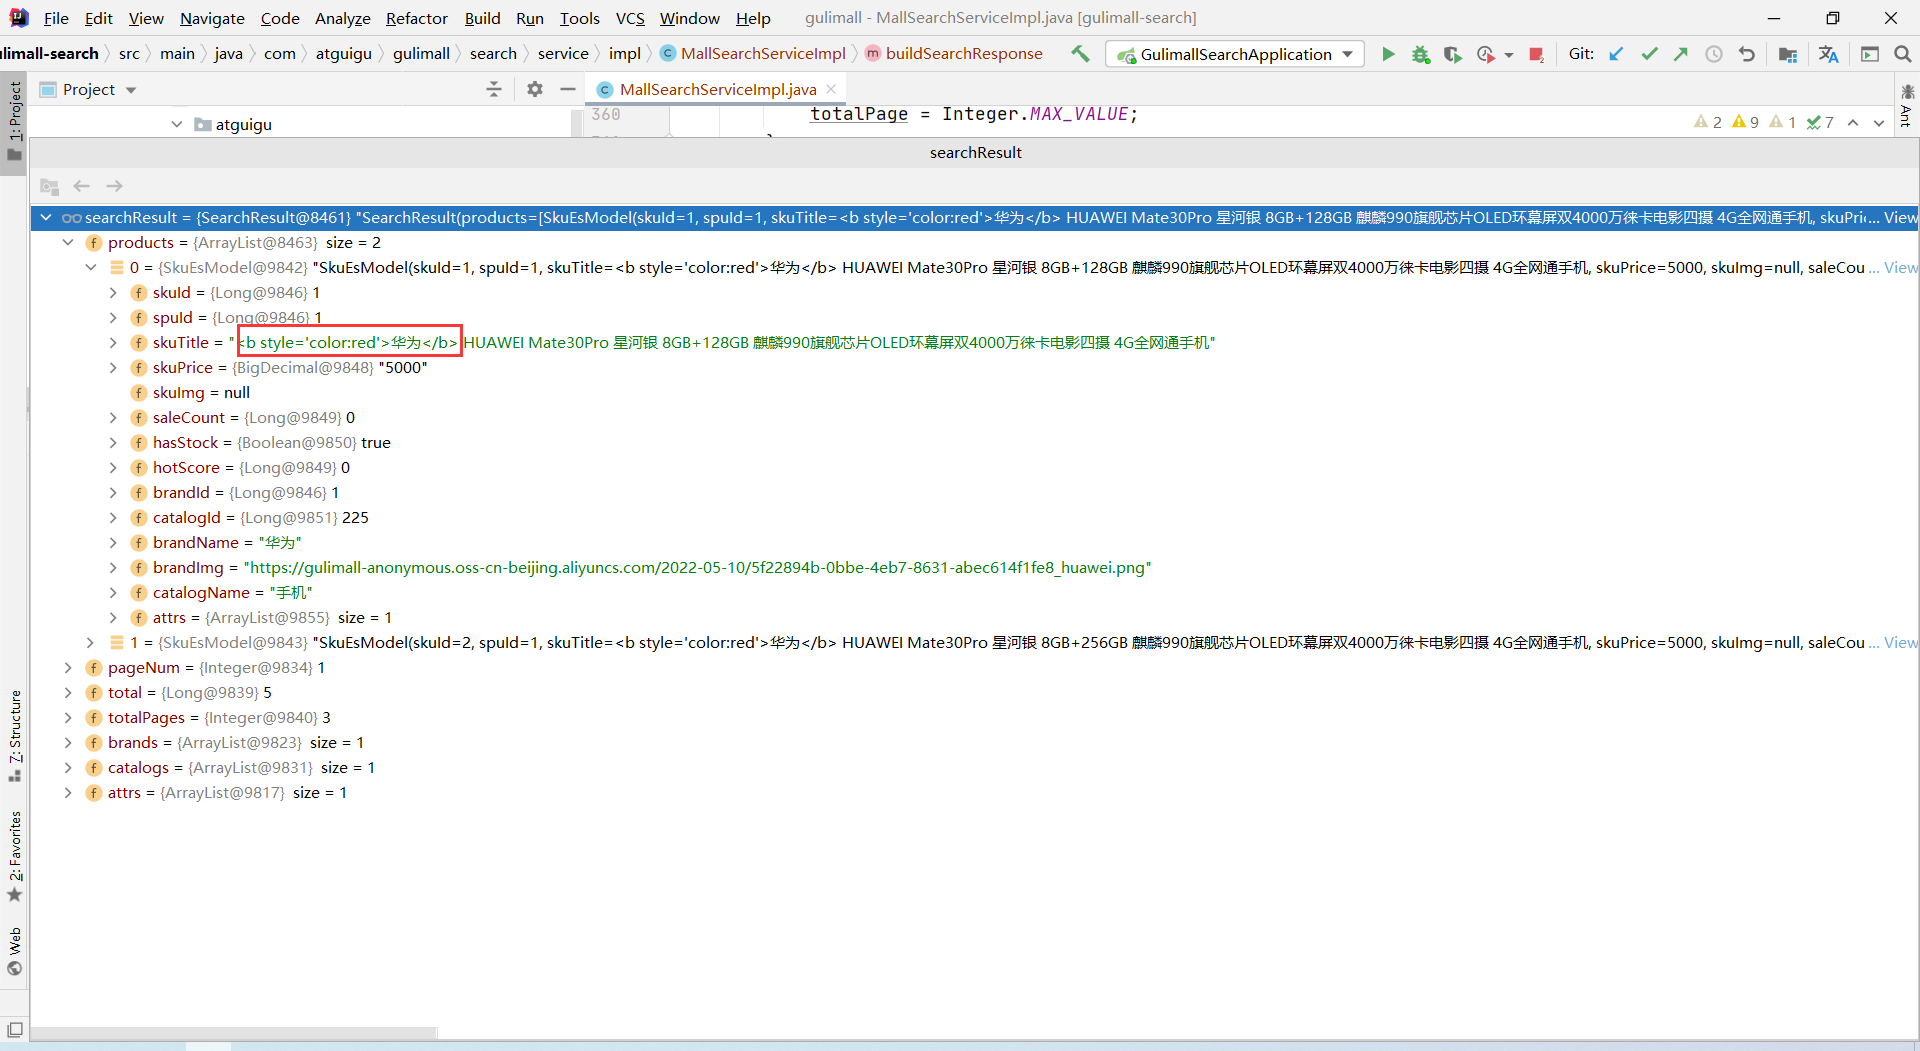 File Edit View Navigate Code Analyze Refactor Build Run Tools VCS Window Help gulimall - MallSearchServiceImpl.java [gulimall-search]
ulimall-search src main java com atguigu gulimall search service impl MallSearchServiceImpl buildSearchResponse GulimallSearchApplication Git:
Project MallSearchServiceImpl.java
atguigu 360 totalPage = Integer.MAX_VALUE; 2 9 1 7
searchResult
searchResult = {SearchResult@8461} "SearchResult(products=[SkuEsModel(skuId=1, spuId=1, skuTitle=<b style='color:red'>华为</b> HUAWEI Mate30Pro 星河银 8GB+128GB 麒麟990旗舰芯片OLED环幕屏双4000万徕卡电影四摄 4G全网通手机, skuPri... View
products = {ArrayList@8463} size = 2
0 = {SkuEsModel@9842} "SkuEsModel(skuId=1, spuId=1, skuTitle=<b style='color:red'>华为</b> HUAWEI Mate30Pro 星河银 8GB+128GB 麒麟990旗舰芯片OLED环幕屏双4000万徕卡电影四摄 4G全网通手机, skuPrice=5000, skuImg=null, saleCou ... View
skuId = {Long@9846} 1
spuId = {Long@9846} 1
skuTitle = "<b style='color:red'>华为</b> HUAWEI Mate30Pro 星河银 8GB+128GB 麒麟990旗舰芯片OLED环幕屏双4000万徕卡电影四摄 4G全网通手机"
skuPrice = {BigDecimal@9848} "5000"
skuImg = null
saleCount = {Long@9849} 0
hasStock = {Boolean@9850} true
hotScore = {Long@9849} 0
brandId = {Long@9846} 1
catalogId = {Long@9851} 225
brandName = "华为"
brandImg = "https://gulimall-anonymous.oss-cn-beijing.aliyuncs.com/2022-05-10/5f22894b-0bbe-4eb7-8631-abec614f1fe8_huawei.png"
catalogName = "手机"
attrs = {ArrayList@9855} size = 1
1 = {SkuEsModel@9843} "SkuEsModel(skuId=2, spuId=1, skuTitle=<b style='color:red'>华为</b> HUAWEI Mate30Pro 星河银 8GB+256GB 麒麟990旗舰芯片OLED环幕屏双4000万徕卡电影四摄 4G全网通手机, skuPrice=5000, skuImg=null, saleCou ... View
pageNum = {Integer@9834} 1
total = {Long@9839} 5
totalPages = {Integer@9840} 3
brands = {ArrayList@9823} size = 1
catalogs = {ArrayList@9831} size = 1
attrs = {ArrayList@9817} size = 1
1: Project
7: Structure
2: Favorites
Web
Ant